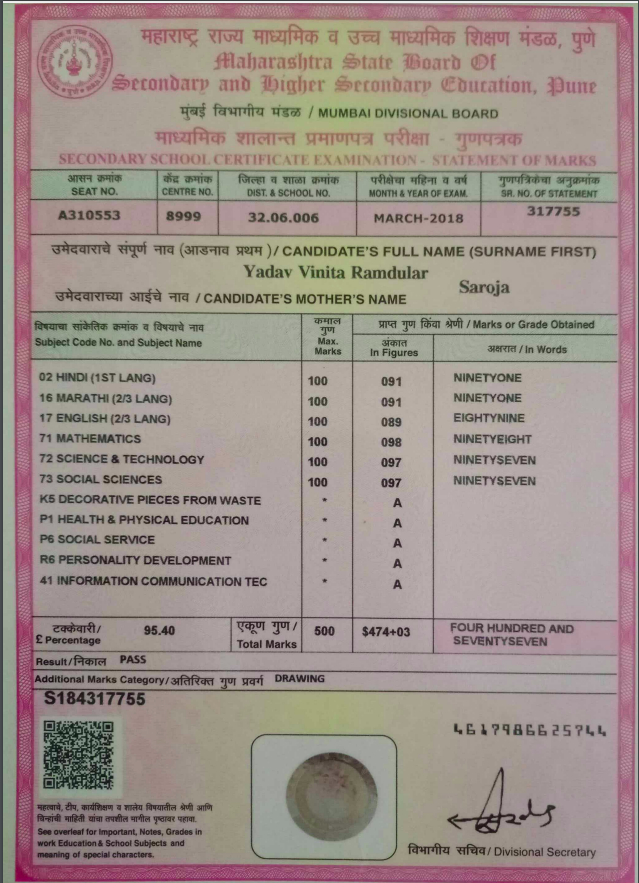 महाराष्ट्र राज्य माध्यमिक व उच्च माध्यमिक शिक्षण मंडळ, पुणे
Maharashtra State Board Of
Secondary and Higher Secondary Education, Pune
मुंबई विभागीय मंडळ / MUMBAI DIVISIONAL BOARD
माध्यमिक शालान्त प्रमाणपत्र परीक्षा - गुणपत्रक
SECONDARY SCHOOL CERTIFICATE EXAMINATION - STATEMENT OF MARKS
आसन क्रमांक केंद्र क्रमांक जिल्हा व शाळा क्रमांक परीक्षेचा महिना व वर्ष गुणपत्रिकेचा अनुक्रमांक
SEAT NO. CENTRE NO. DIST. & SCHOOL NO. MONTH & YEAR OF EXAM. SR. NO. OF STATEMENT
A310553 8999 32.06.006 MARCH-2018 317755
उमेदवाराचे संपूर्ण नाव (आडनाव प्रथम) / CANDIDATE'S FULL NAME (SURNAME FIRST)
Yadav Vinita Ramdular
उमेदवाराच्या आईचे नाव / CANDIDATE'S MOTHER'S NAME Saroja
विषयाचा सांकेतिक क्रमांक व विषयाचे नाव कमाल गुण प्राप्त गुण किंवा श्रेणी / Marks or Grade Obtained
Subject Code No. and Subject Name Max. Marks अंकात In Figures अक्षरात / In Words
02 HINDI (1ST LANG) 100 091 NINETYONE
16 MARATHI (2/3 LANG) 100 091 NINETYONE
17 ENGLISH (2/3 LANG) 100 089 EIGHTYNINE
71 MATHEMATICS 100 098 NINETYEIGHT
72 SCIENCE & TECHNOLOGY 100 097 NINETYSEVEN
73 SOCIAL SCIENCES 100 097 NINETYSEVEN
K5 DECORATIVE PIECES FROM WASTE * A
P1 HEALTH & PHYSICAL EDUCATION * A
P6 SOCIAL SERVICE * A
R6 PERSONALITY DEVELOPMENT * A
41 INFORMATION COMMUNICATION TEC * A
टक्केवारी / एकूण गुण / FOUR HUNDRED AND
£ Percentage 95.40 Total Marks 500 $474+03 SEVENTYSEVEN
Result/निकाल PASS
Additional Marks Category/अतिरिक्त गुण प्रवर्ग DRAWING
S184317755
4617986625744
महत्वाचे, टीप, कार्यशिक्षण व शालेय विषयातील श्रेणी आणि
चिन्हांची माहिती यांचा तपशील मागील पृष्ठावर पहावा.
See overleaf for Important, Notes, Grades in
work Education & School Subjects and
meaning of special characters.
विभागीय सचिव/ Divisional Secretary